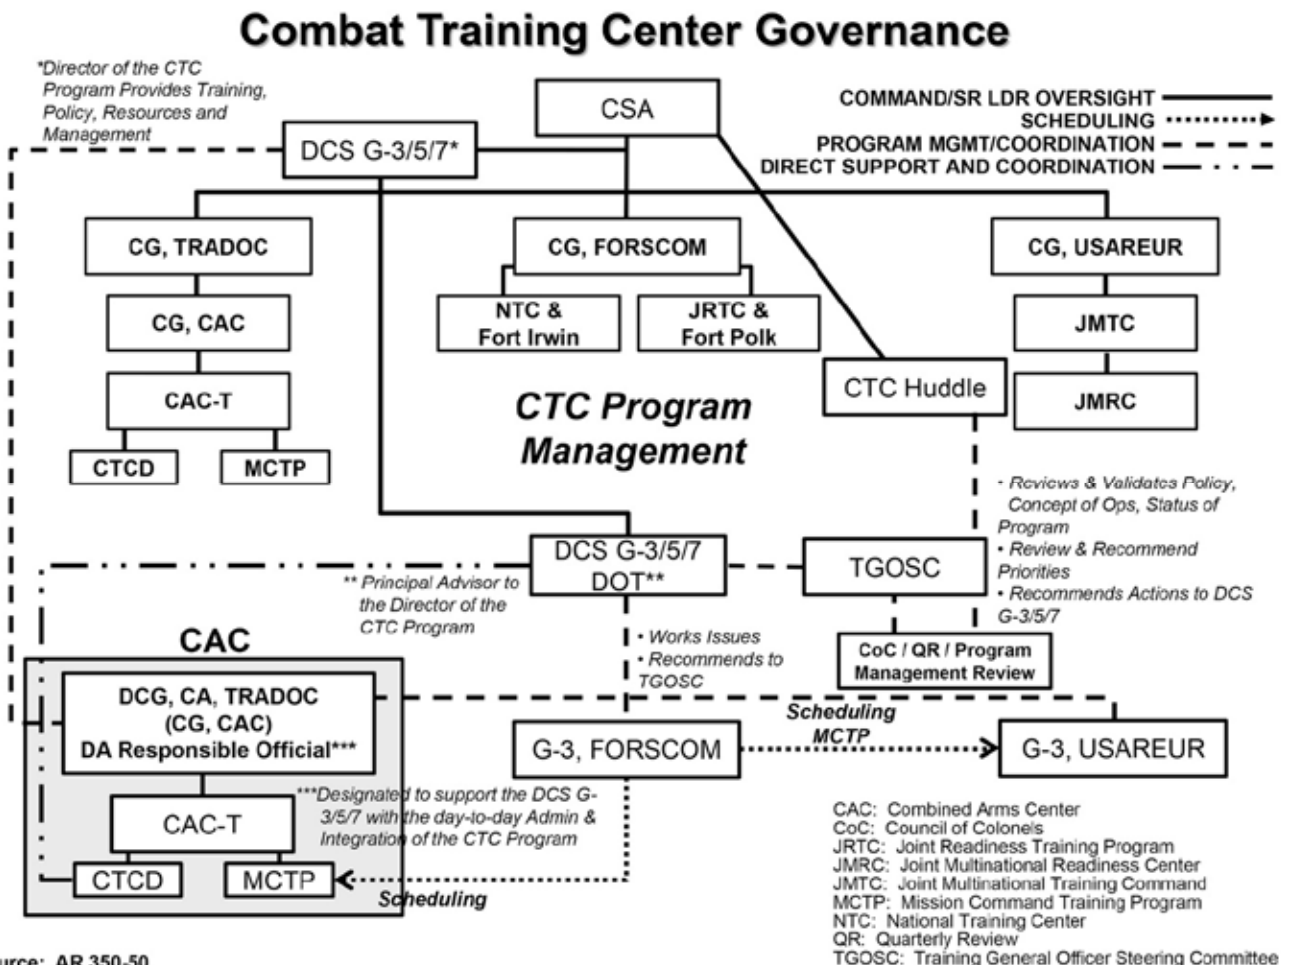 Combat Training Center Governance
*Director of the CTC
Program Provides Training,
Policy, Resources and
Management
CSA
DCS G-3/5/7*
COMMAND/SR LDR OVERSIGHT
SCHEDULING
PROGRAM MGMT/COORDINATION
DIRECT SUPPORT AND COORDINATION
CG, TRADOC
CG, FORSCOM
CG, USAREUR
CG, CAC
NTC &
Fort Irwin
JRTC &
Fort Polk
JMTC
CAC-T
CTC Huddle
JMRC
CTC Program
Management
CTCD
MCTP
- Reviews & Validates Policy,
Concept of Ops, Status of
Program
• Review & Recommend
Priorities
• Recommends Actions to DCS
G-3/5/7
DCS G-3/5/7
DOT**
TGOSC
** Principal Advisor to
the Director of the
CTC Program
• Works Issues
• Recommends to
TGOSC
CoC / QR / Program
Management Review
CAC
DCG, CA, TRADOC
(CG, CAC)
DA Responsible Official***
Scheduling
MCTP
G-3, FORSCOM
G-3, USAREUR
***Designated to support the DCS G-
3/5/7 with the day-to-day Admin &
Integration of the CTC Program
CAC-T
CTCD
MCTP
Scheduling
CAC: Combined Arms Center
CoC: Council of Colonels
JRTC: Joint Readiness Training Program
JMRC: Joint Multinational Readiness Center
JMTC: Joint Multinational Training Command
MCTP: Mission Command Training Program
NTC: National Training Center
QR: Quarterly Review
TGOSC: Training General Officer Steering Committee
urce: AR 350-50